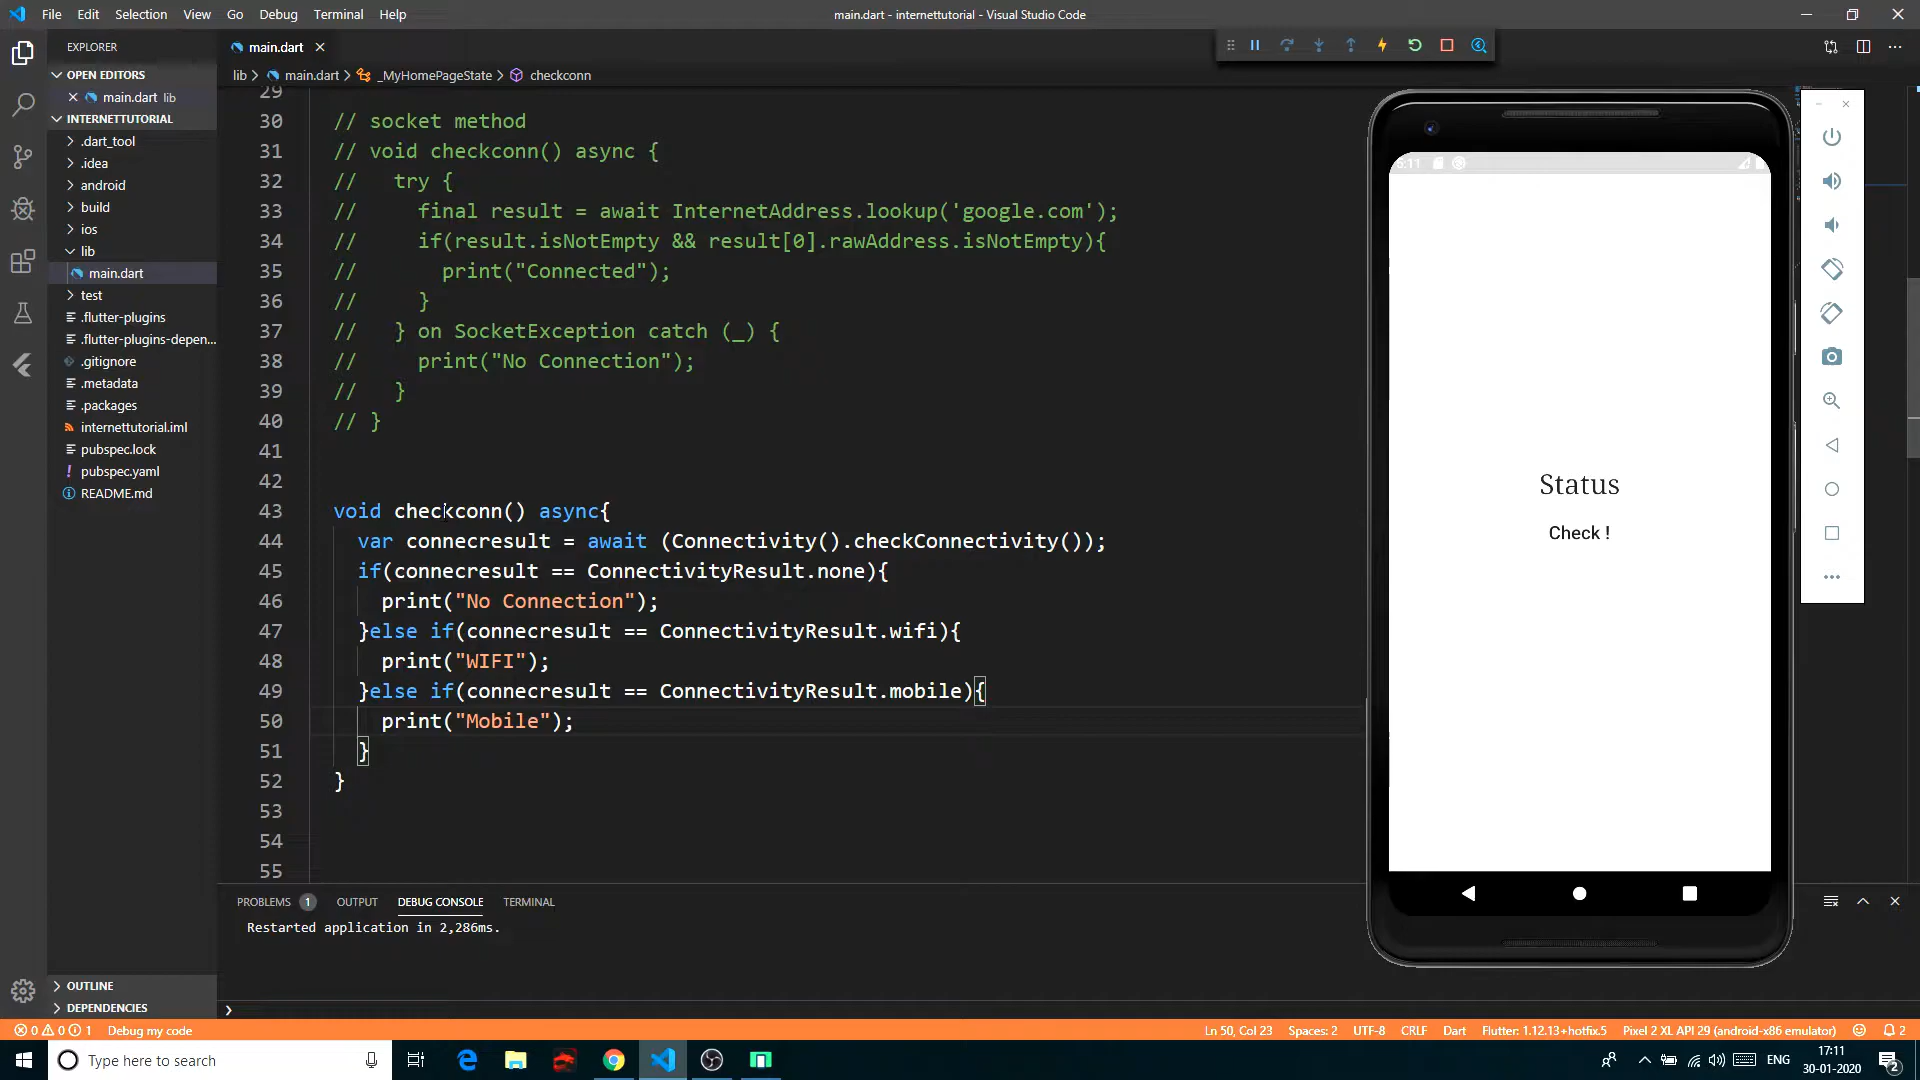 File Edit Selection View Go Debug Terminal Help
main.dart - internettutorial - Visual Studio Code
EXPLORER
OPEN EDITORS
main.dart lib
INTERNETTUTORIAL
.dart_tool
.idea
android
build
ios
lib
main.dart
test
.flutter-plugins
.flutter-plugins-depen...
.gitignore
.metadata
.packages
internettutorial.iml
pubspec.lock
pubspec.yaml
README.md
OUTLINE
DEPENDENCIES
main.dart
lib > main.dart > _MyHomePageState > checkconn
29
30 // socket method
31 // void checkconn() async {
32 //   try {
33 //     final result = await InternetAddress.lookup('google.com');
34 //     if(result.isNotEmpty && result[0].rawAddress.isNotEmpty){
35 //       print("Connected");
36 //     }
37 //   } on SocketException catch (_) {
38 //     print("No Connection");
39 //   }
40 // }
41
42
43 void checkconn() async{
44   var connecresult = await (Connectivity().checkConnectivity());
45   if(connecresult == ConnectivityResult.none){
46     print("No Connection");
47   }else if(connecresult == ConnectivityResult.wifi){
48     print("WIFI");
49   }else if(connecresult == ConnectivityResult.mobile){
50     print("Mobile");
51   }
52 }
53
54
55
5:11
Status
Check !
PROBLEMS 1 OUTPUT DEBUG CONSOLE TERMINAL
Restarted application in 2,286ms.
0 0 1 Debug my code
Ln 50, Col 23 Spaces: 2 UTF-8 CRLF Dart Flutter: 1.12.13+hotfix.5 Pixel 2 XL API 29 (android-x86 emulator) 2
Type here to search
ENG
17:11
30-01-2020
2